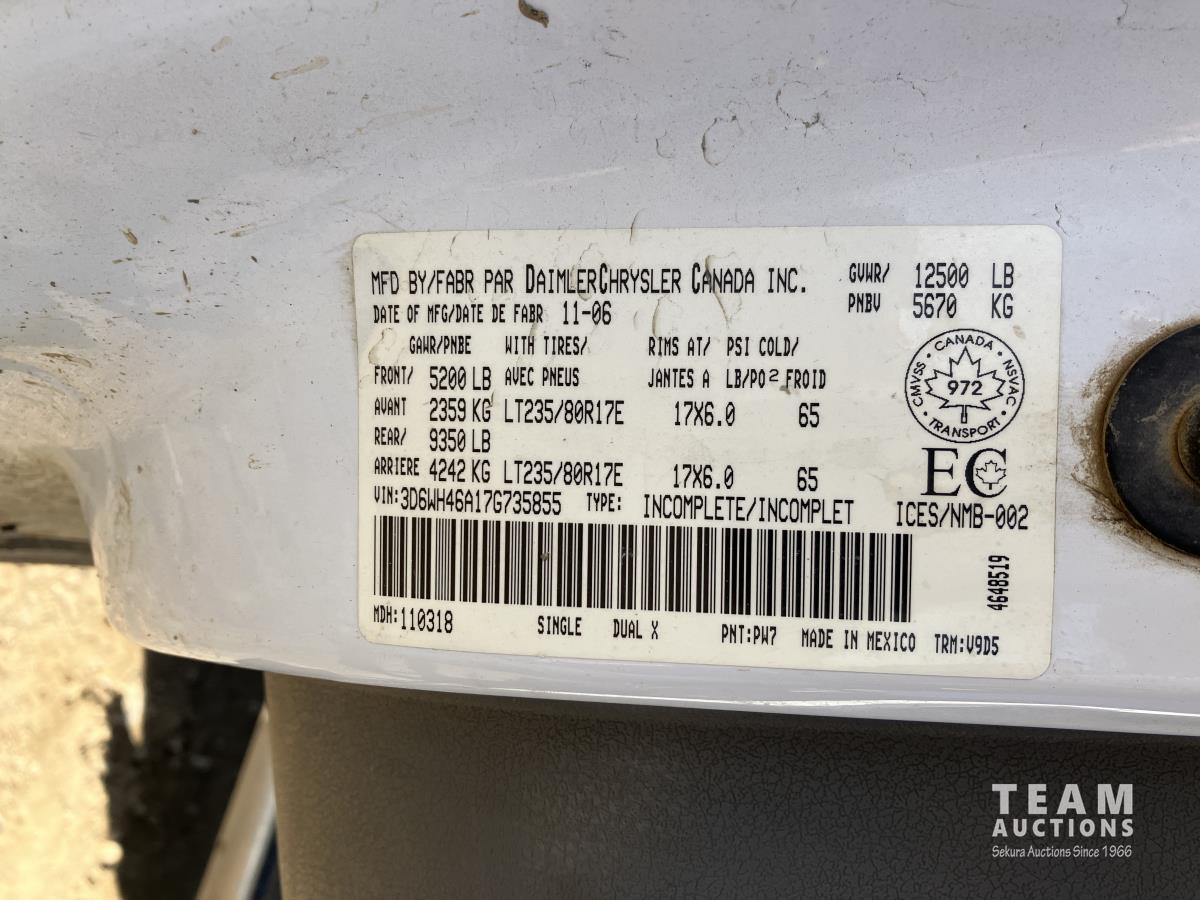 MFD BY/FABR PAR DAIMLERCHRYSLER CANADA INC. GVWR/ 12500 LB
DATE OF MFG/DATE DE FABR 11-06 PNBV 5670 KG
GAWR/PNBE WITH TIRES/ RIMS AT/ PSI COLD/
FRONT/ 5200 LB AVEC PNEUS JANTES A LB/PO² FROID
AVANT 2359 KG LT235/80R17E 17X6.0 65
REAR/ 9350 LB
ARRIERE 4242 KG LT235/80R17E 17X6.0 65
CANADA
CMVSS 972 NSVAC
TRANSPORT
EC
VIN:3D6WH46A17G735855 TYPE: INCOMPLETE/INCOMPLET ICES/NMB-002
4648519
MDH:110318 SINGLE DUAL X PNT:PW7 MADE IN MEXICO TRM:V9D5
TEAM
AUCTIONS
Sekura Auctions Since 1966